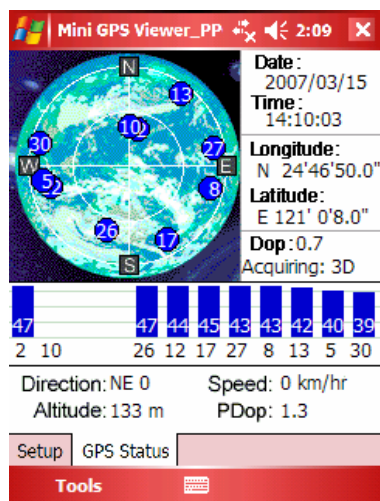 Mini GPS Viewer_PP 2:09
N
13
10 2
27
30
W E
5 2
8
26
17
S
Date:
2007/03/15
Time:
14:10:03
Longitude:
N 24'46'50.0"
Latitude:
E 121' 0'8.0"
Dop:0.7
Acquiring: 3D
47 47 44 45 43 43 42 40 39
2 10 26 12 17 27 8 13 5 30
Direction: NE 0 Speed: 0 km/hr
Altitude: 133 m PDop: 1.3
Setup GPS Status
Tools